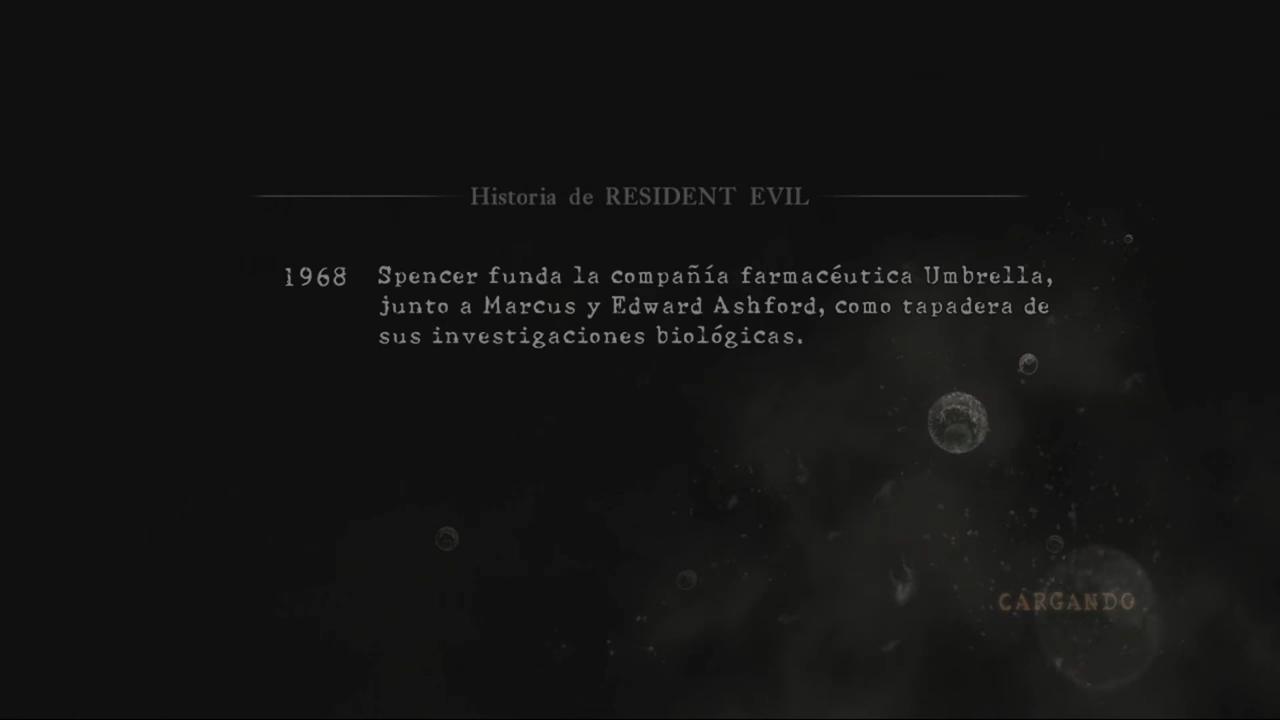 Historia de RESIDENT EVIL
1968 Spencer funda la compañía farmacéutica Umbrella,
junto a Marcus y Edward Ashford, como tapadera de
sus investigaciones biológicas.
CARGANDO